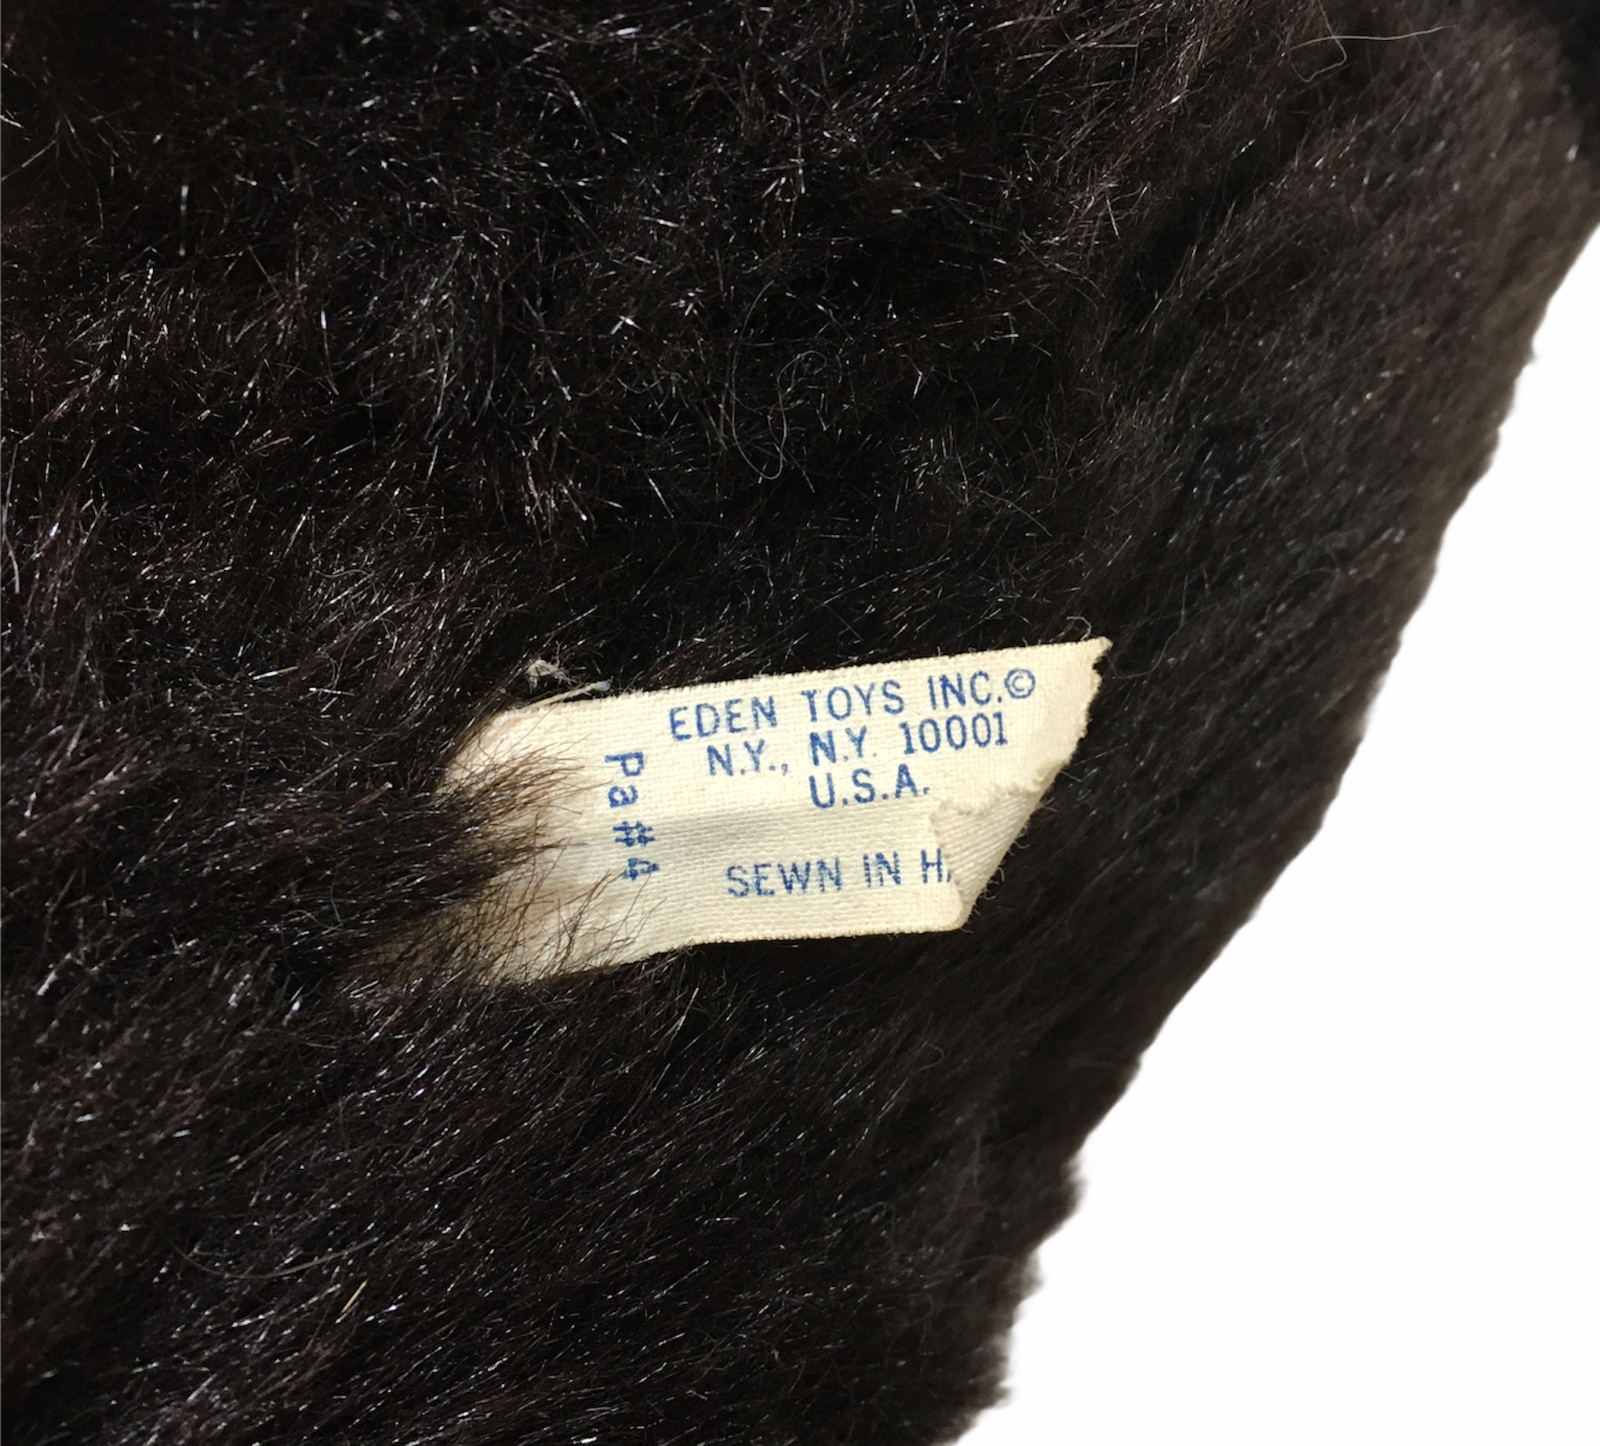 EDEN TOYS INC.©
N.Y., N.Y. 10001
U.S.A.
SEWN IN
Pa#4